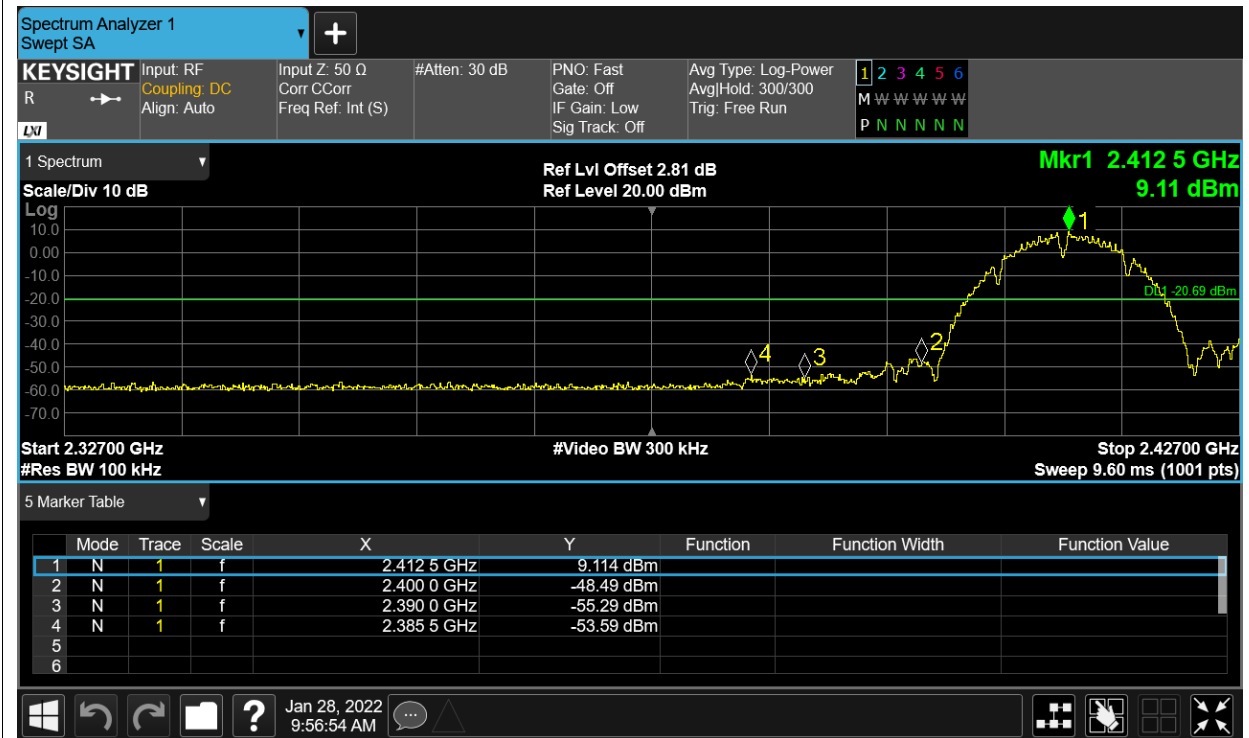 Spectrum Analyzer 1
Swept SA
KEYSIGHT Input: RF Input Z: 50 Ω #Atten: 30 dB PNO: Fast Avg Type: Log-Power 1 2 3 4 5 6
R Coupling: DC Corr CCorr Gate: Off Avg|Hold: 300/300 M W W W W W
Align: Auto Freq Ref: Int (S) IF Gain: Low Trig: Free Run
LXI Sig Track: Off P N N N N N
1 Spectrum Ref Lvl Offset 2.81 dB Mkr1 2.412 5 GHz
Scale/Div 10 dB Ref Level 20.00 dBm 9.11 dBm
Log
1
10.0
0.00
-10.0
-20.0
-30.0
-40.0 2
4 3
-50.0
-60.0
-70.0
Start 2.32700 GHz #Video BW 300 kHz Stop 2.42700 GHz
#Res BW 100 kHz Sweep 9.60 ms (1001 pts)
5 Marker Table
Mode Trace Scale X Y Function Function Width Function Value
1 N 1 f 2.412 5 GHz 9.114 dBm
2 N 1 f 2.400 0 GHz -48.49 dBm
3 N 1 f 2.390 0 GHz -55.29 dBm
4 N 1 f 2.385 5 GHz -53.59 dBm
5
6
? Jan 28, 2022
9:56:54 AM